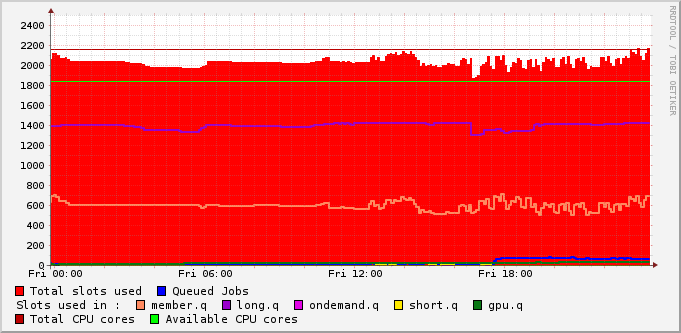 2400
2200
2000
1800
1600
1400
1200
1000
800
600
400
200
0
Fri 00:00 Fri 06:00 Fri 12:00 Fri 18:00
Total slots used Queued Jobs
Slots used in : member.q long.q ondemand.q short.q gpu.q
Total CPU cores Available CPU cores
RRDTOOL / TOBI OETIKER